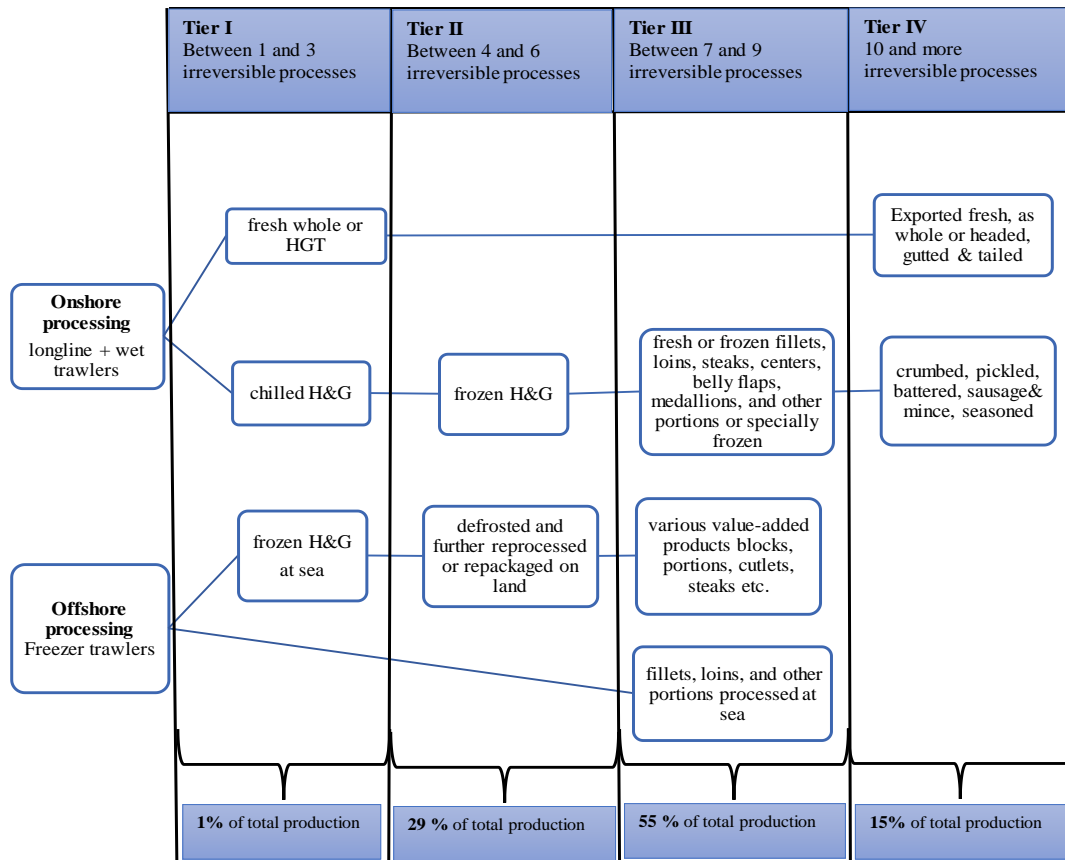 Tier I
Between 1 and 3
irreversible processes
Tier II
Between 4 and 6
irreversible processes
Tier III
Between 7 and 9
irreversible processes
Tier IV
10 and more
irreversible processes
fresh whole or
HGT
Exported fresh, as
whole or headed,
gutted & tailed
Onshore
processing
longline + wet
trawlers
chilled H&G
frozen H&G
fresh or frozen fillets,
loins, steaks, centers,
belly flaps,
medallions, and other
portions or specially
frozen
crumbed, pickled,
battered, sausage&
mince, seasoned
frozen H&G
at sea
defrosted and
further reprocessed
or repackaged on
land
various value-added
products blocks,
portions, cutlets,
steaks etc.
Offshore
processing
Freezer trawlers
fillets, loins, and other
portions processed at
sea
1% of total production
29 % of total production
55 % of total production
15% of total production